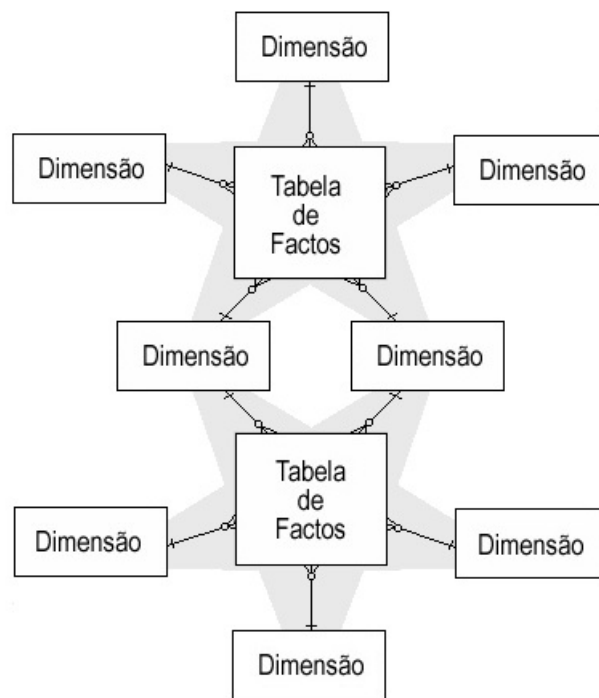 Dimensão
Dimensão
Dimensão
Tabela
de
Factos
Dimensão
Dimensão
Tabela
de
Factos
Dimensão
Dimensão
Dimensão